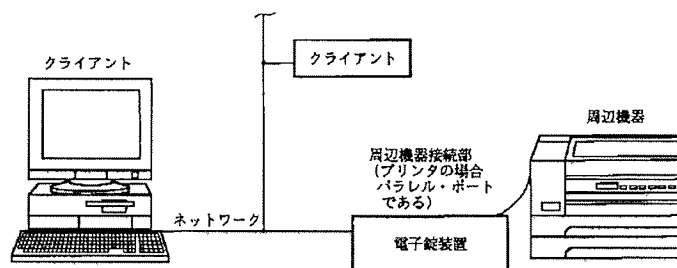 クライアント
クライアント
周辺機器
周辺機器接続部
(プリンタの場合
パラレル・ポート
である)
ネットワーク
電子錠装置